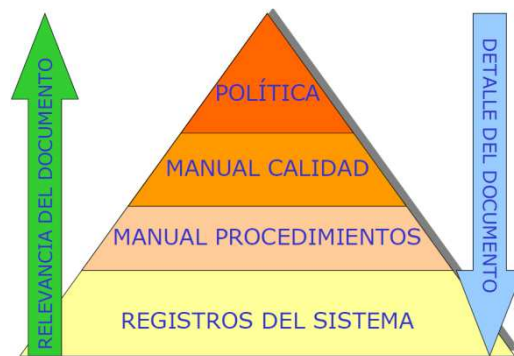 RELEVANCIA DEL DOCUMENTO
POLÍTICA
MANUAL CALIDAD
MANUAL PROCEDIMIENTOS
REGISTROS DEL SISTEMA
DETALLE DEL DOCUMENTO